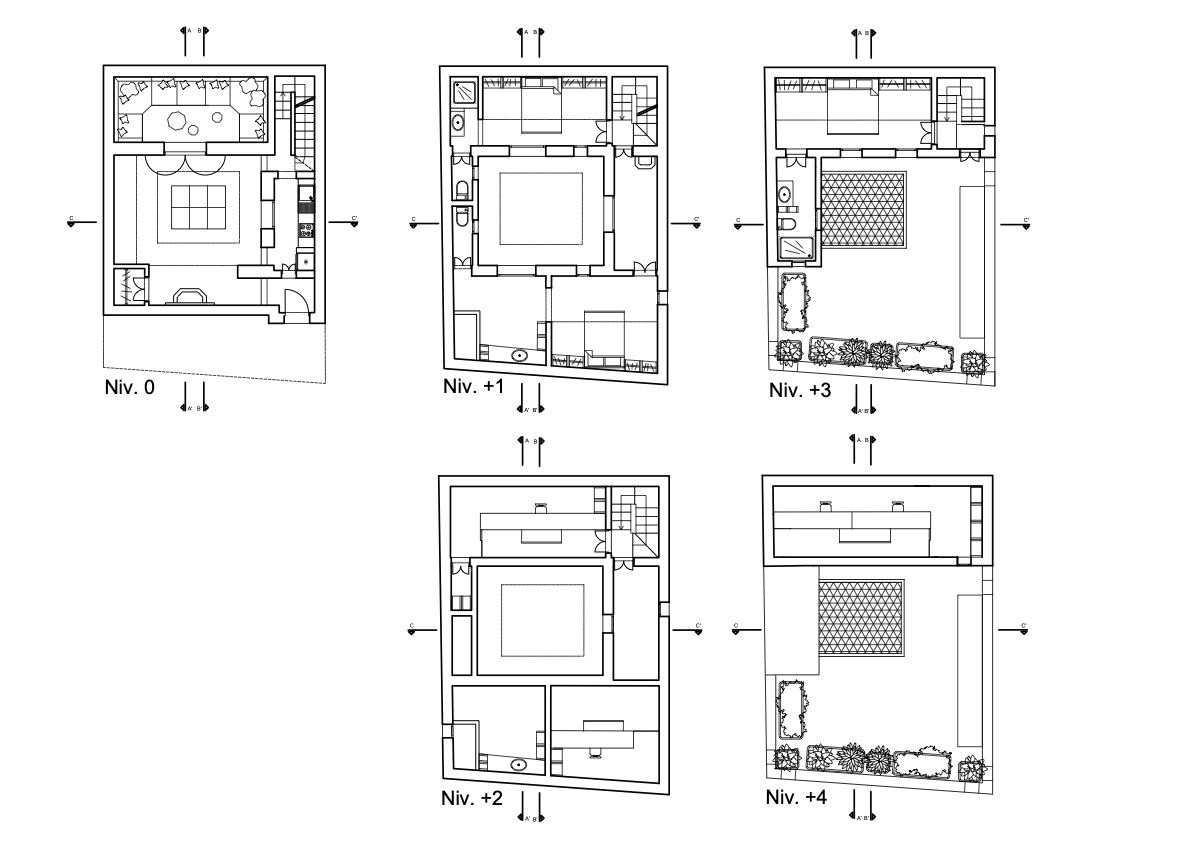 A B
A B
A B
C C'
C C'
C C'
Niv. 0
Niv. +1
Niv. +3
A' B'
A' B'
A' B'
A B
A B
C C'
C C'
Niv. +2
Niv. +4
A' B'
A' B'